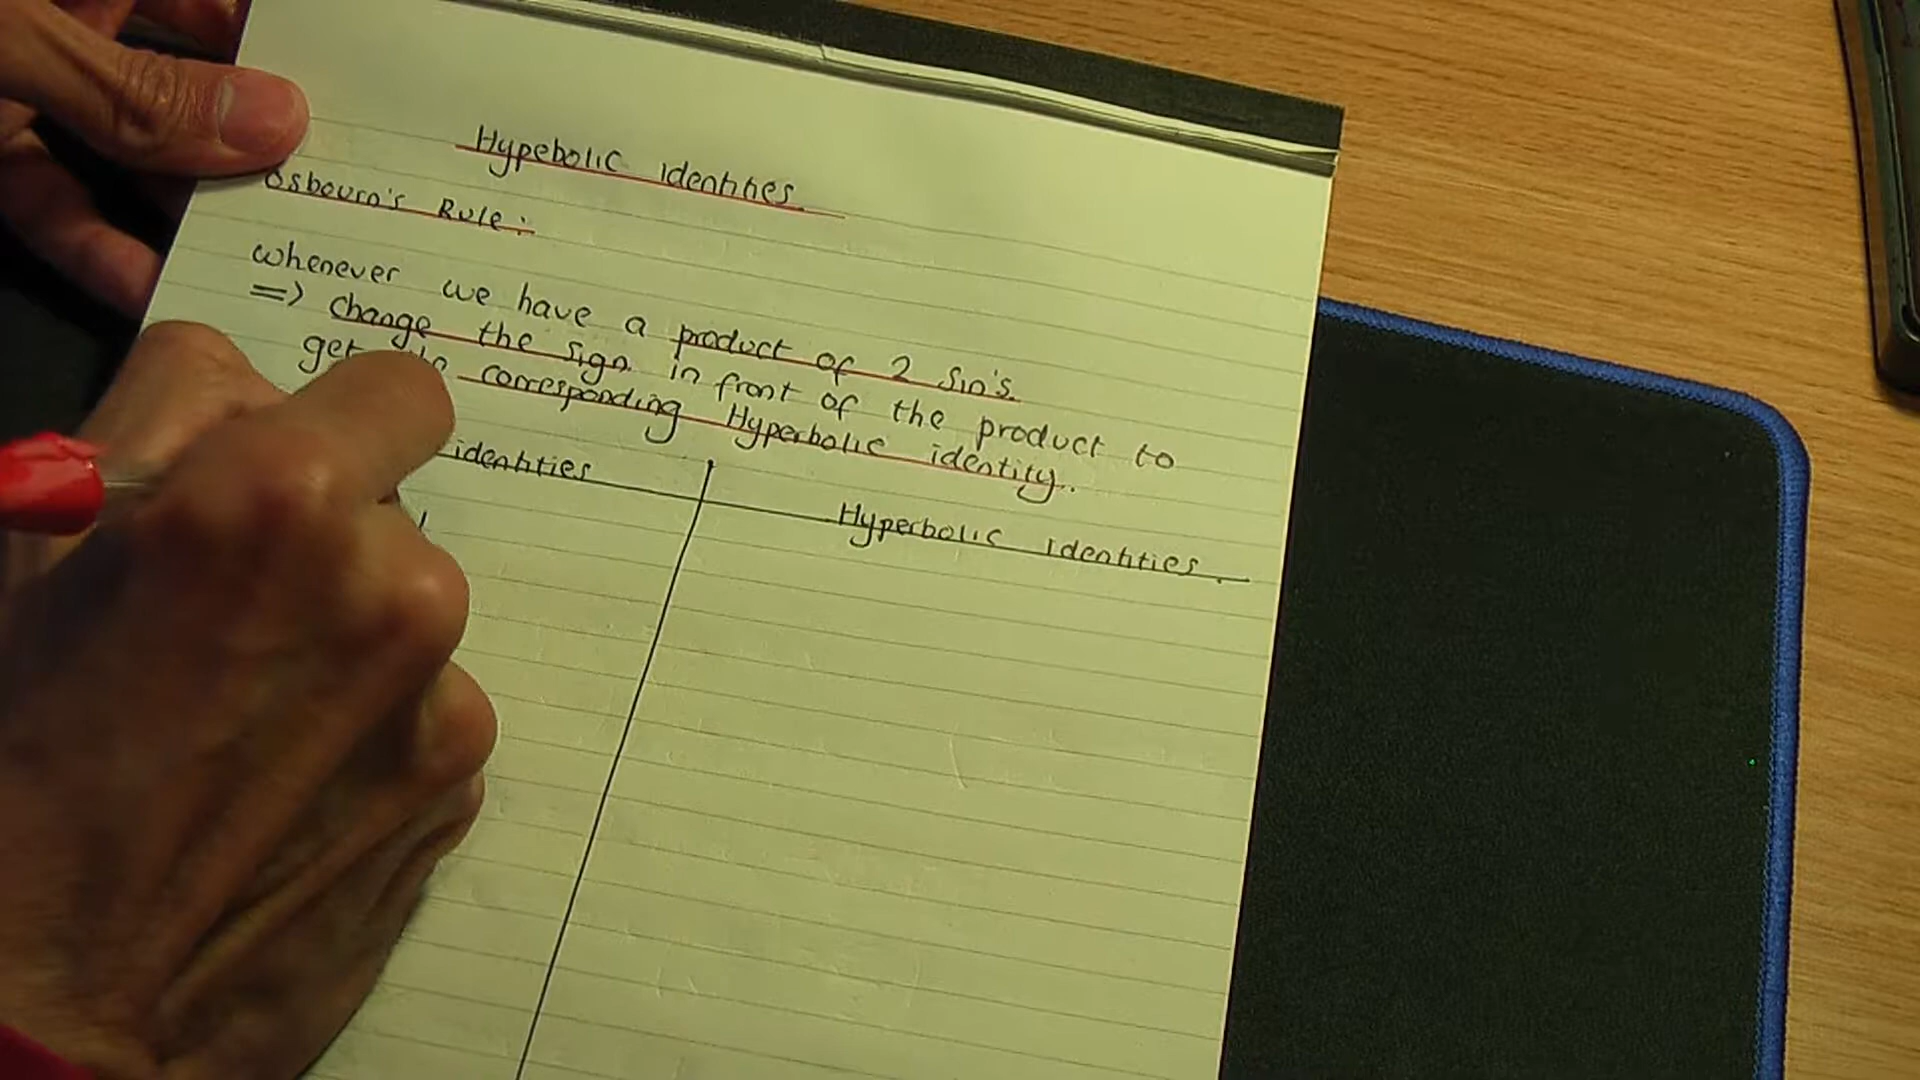 Hypebolic identities
Osbourn's Rule:
whenever we have a product of 2 sin's.
=> change the sign in front of the product to
get corresponding Hyperbolic identity.
identities
Hyperbolic identities.